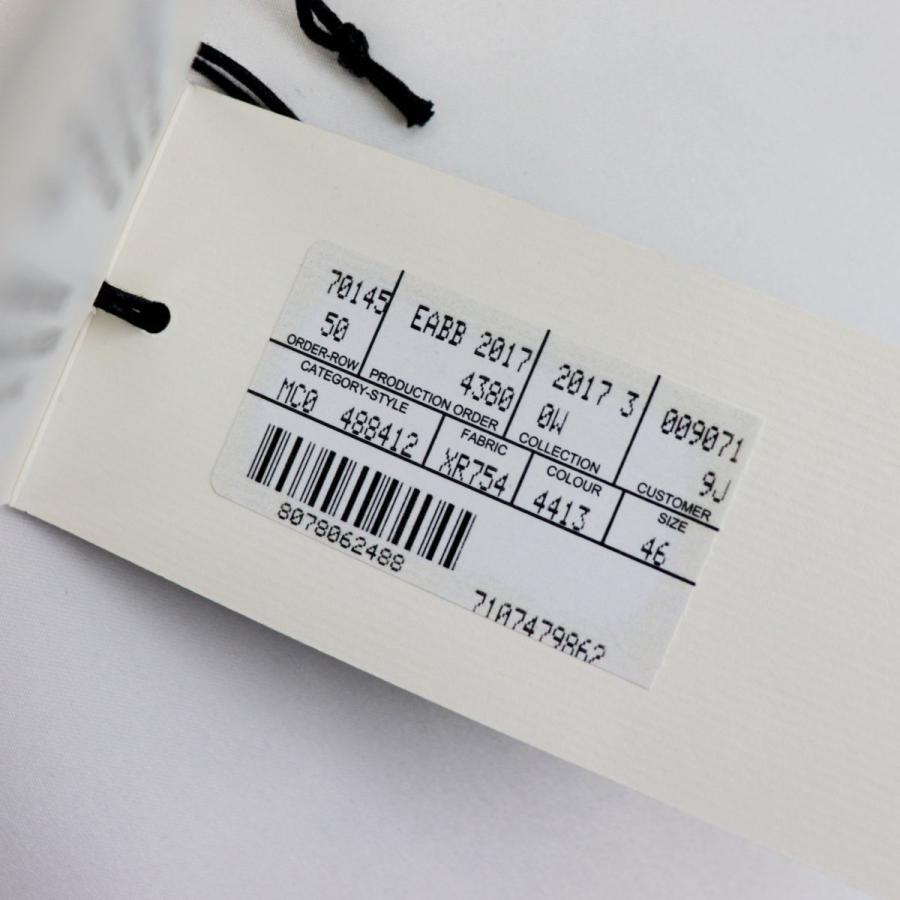 70145
50
ORDER-ROW
EABB 2017
4380
PRODUCTION ORDER
2017 3
0W
COLLECTION
009071
9J
CUSTOMER
CATEGORY-STYLE
MC0 488412
FABRIC
XR754
COLOUR
4413
SIZE
46
8078062488
7107479862